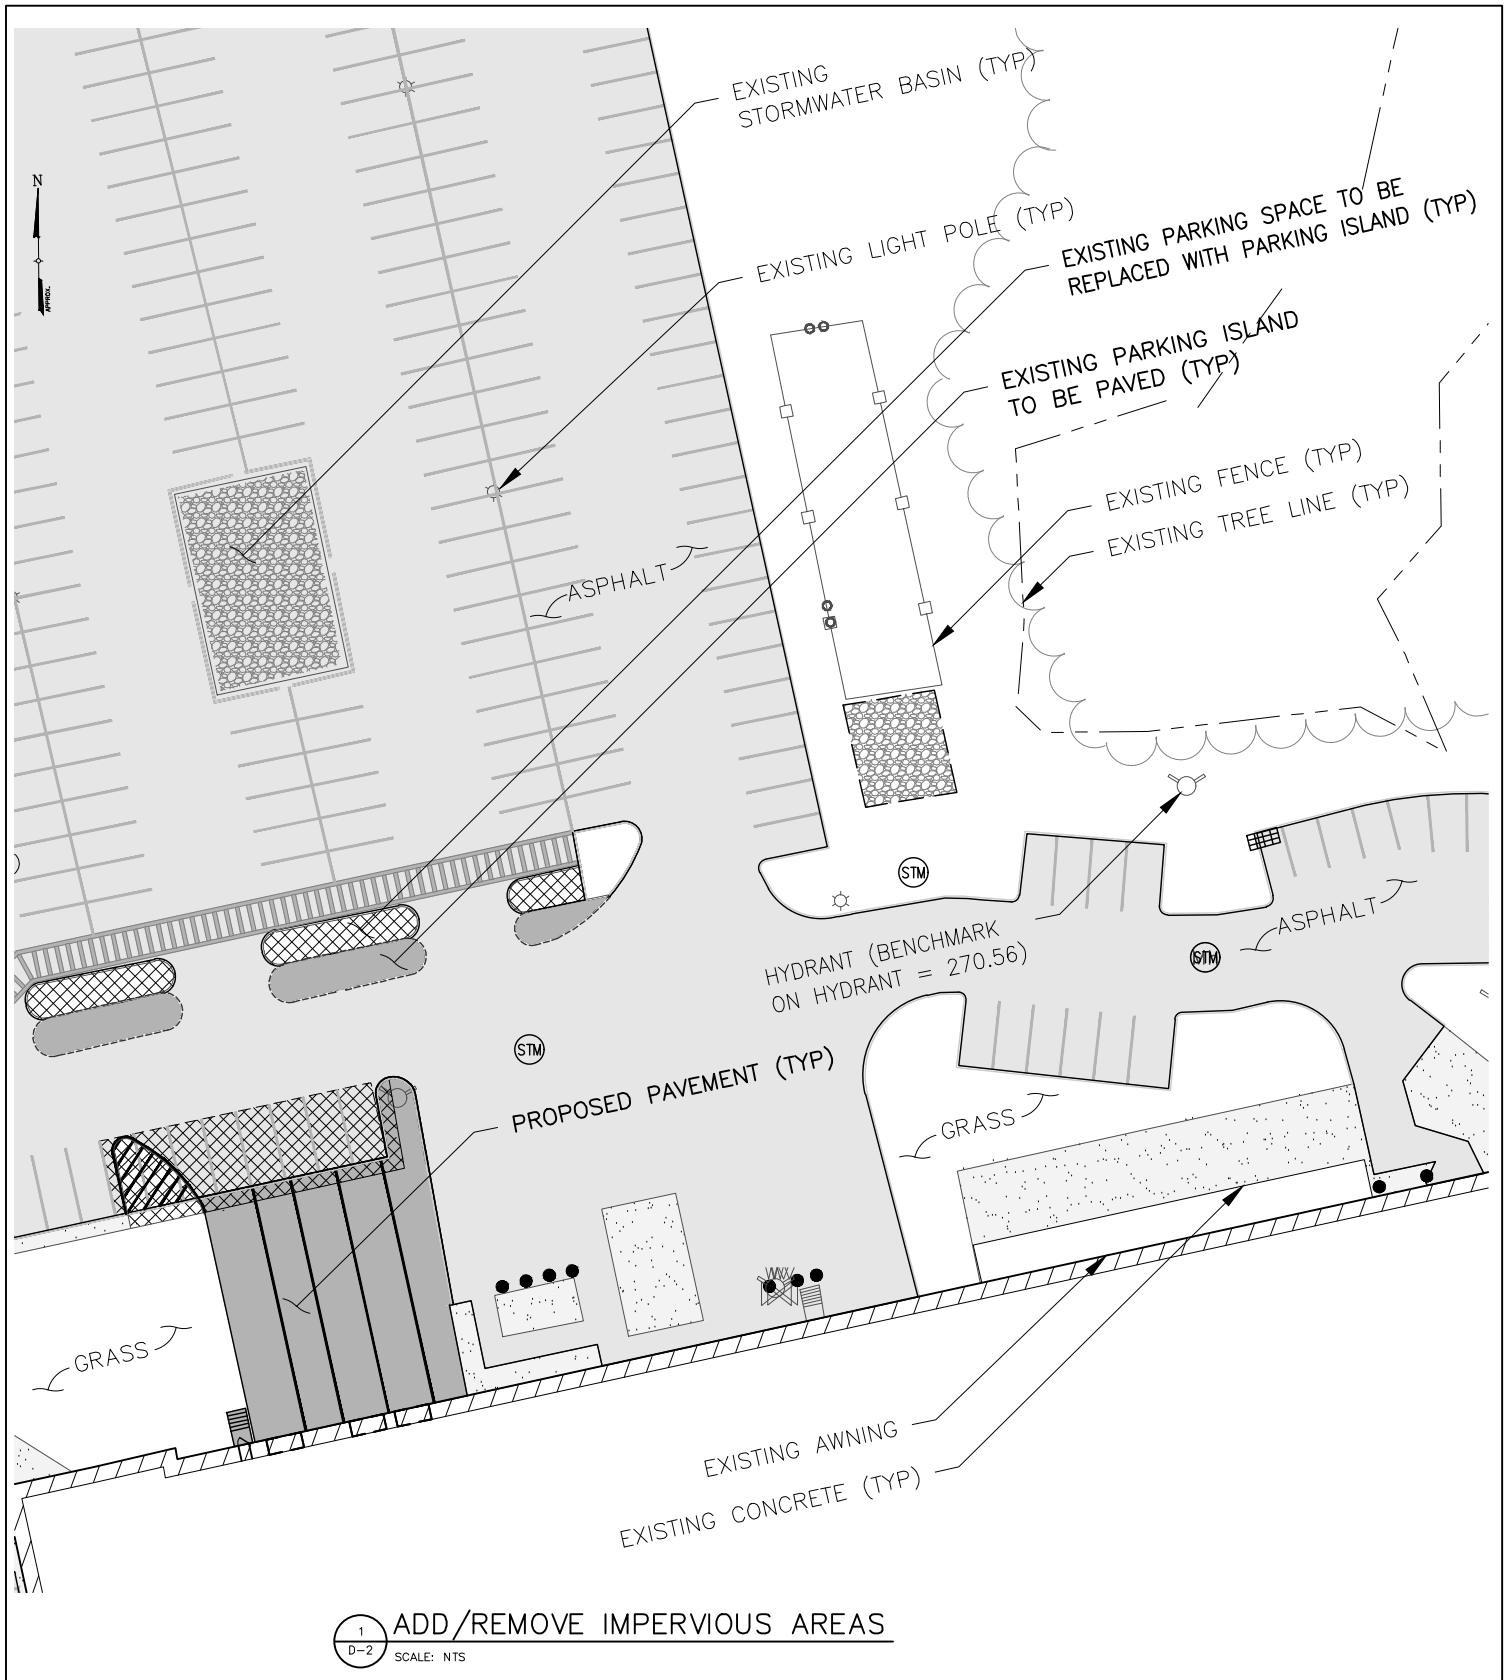 EXISTING
STORMWATER BASIN (TYP)
N
APPROX.
EXISTING PARKING SPACE TO BE
REPLACED WITH PARKING ISLAND (TYP)
EXISTING LIGHT POLE (TYP)
EXISTING PARKING ISLAND
TO BE PAVED (TYP)
EXISTING FENCE (TYP)
EXISTING TREE LINE (TYP)
ASPHALT
STM
ASPHALT
HYDRANT (BENCHMARK
ON HYDRANT = 270.56)
STM
STM
PROPOSED PAVEMENT (TYP)
GRASS
GRASS
EXISTING AWNING
EXISTING CONCRETE (TYP)
1
D-2
ADD/REMOVE IMPERVIOUS AREAS
SCALE: NTS